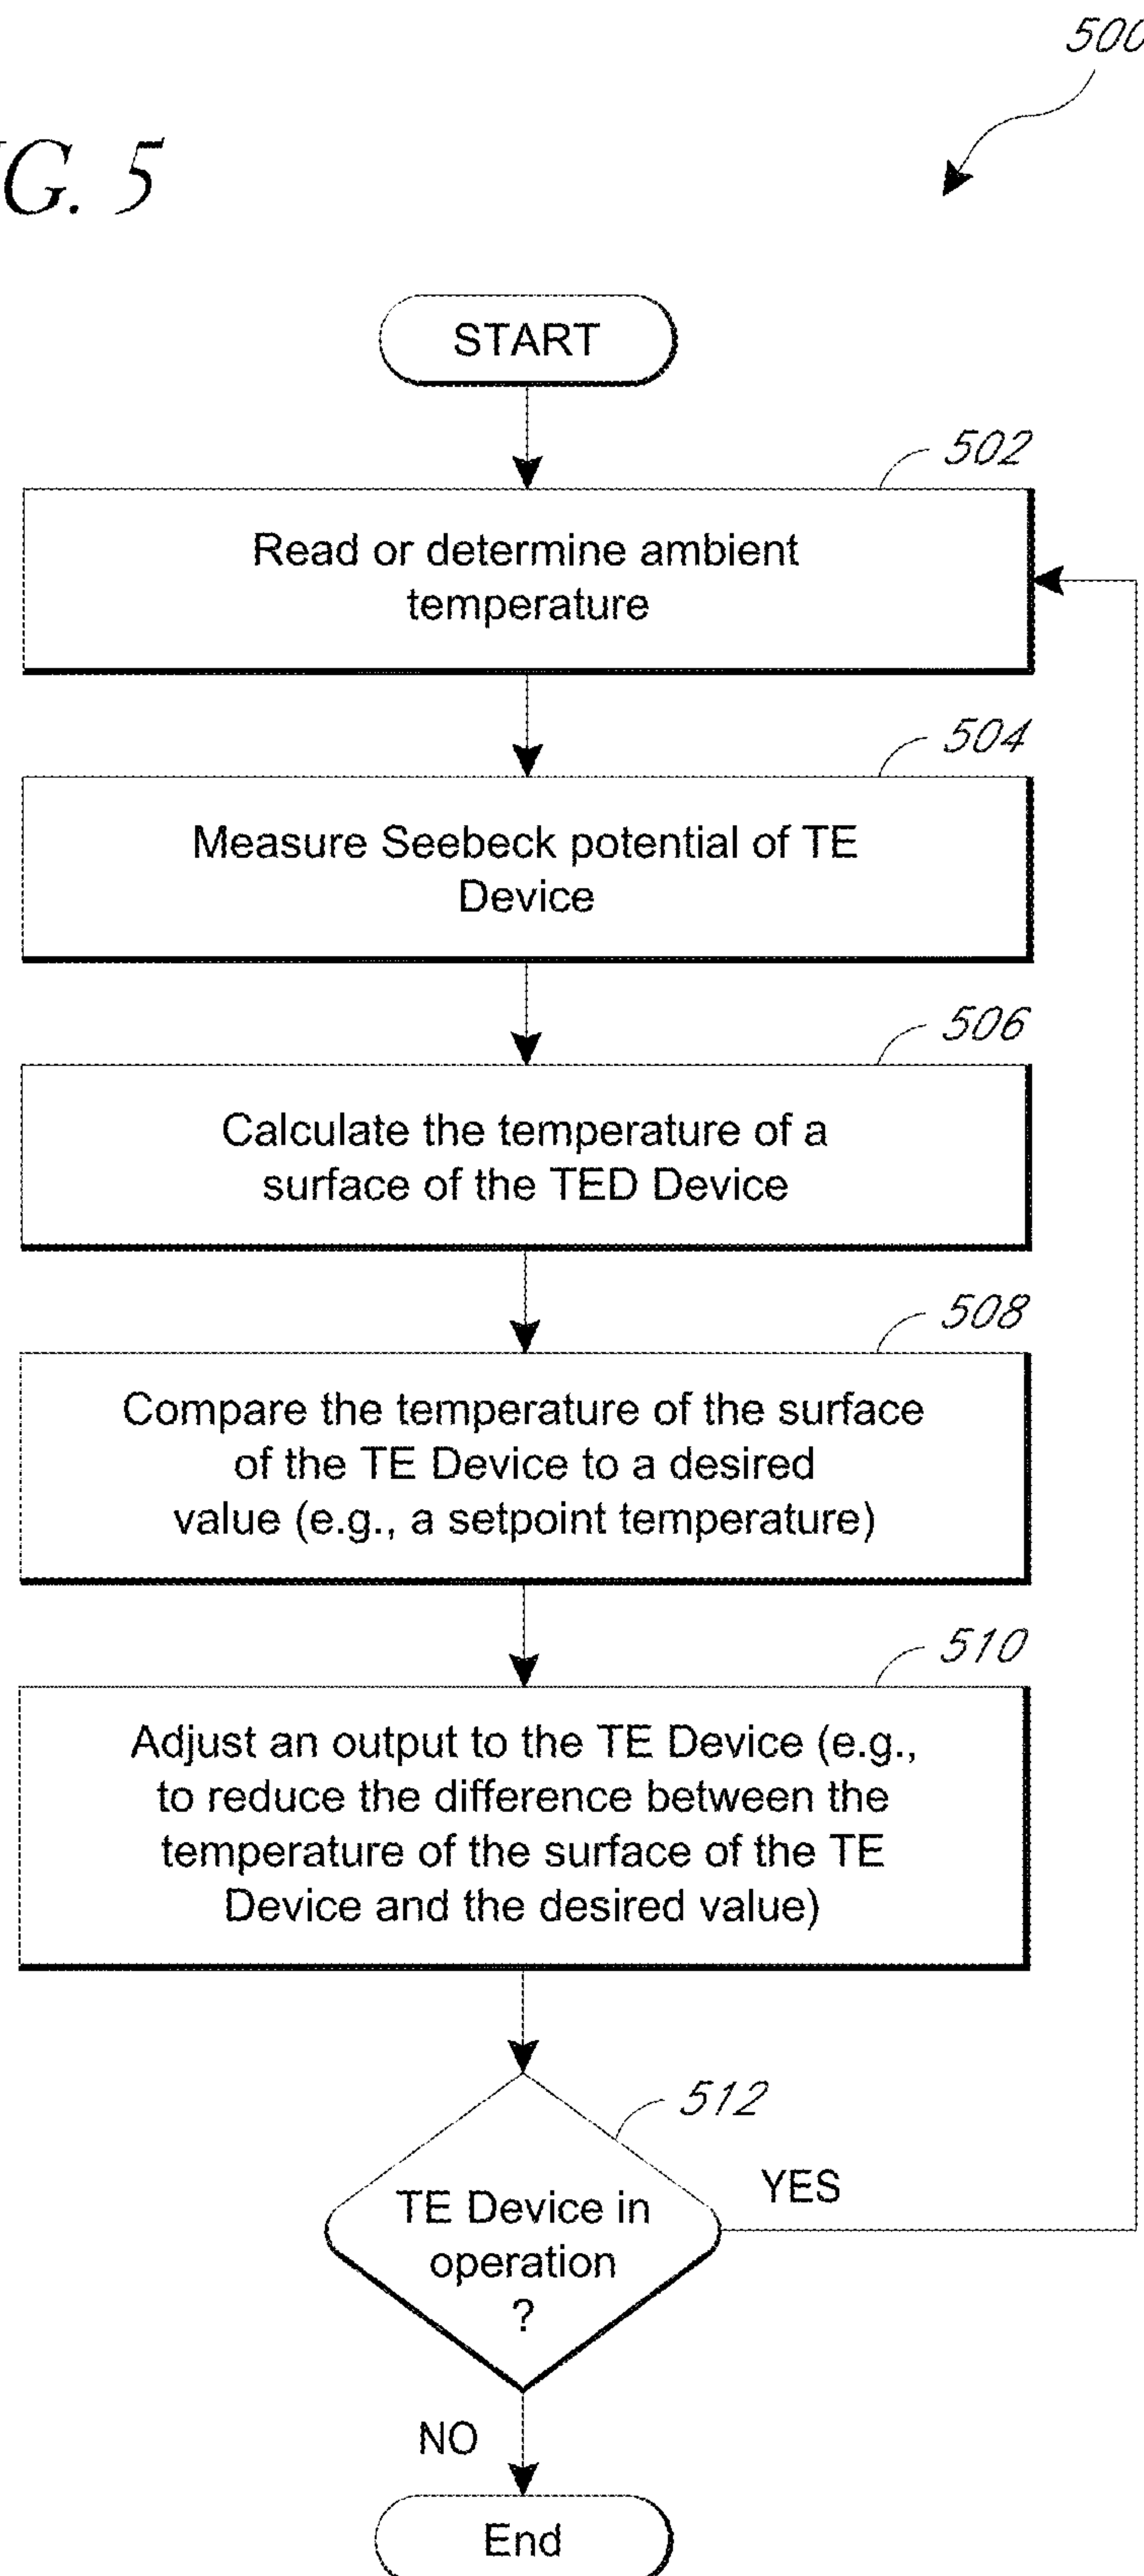 500
G. 5
START
502
Read or determine ambient
temperature
504
Measure Seebeck potential of TE
Device
506
Calculate the temperature of a
surface of the TED Device
508
Compare the temperature of the surface
of the TE Device to a desired
value (e.g., a setpoint temperature)
510
Adjust an output to the TE Device (e.g.,
to reduce the difference between the
temperature of the surface of the TE
Device and the desired value)
512
TE Device in
operation
?
YES
NO
End